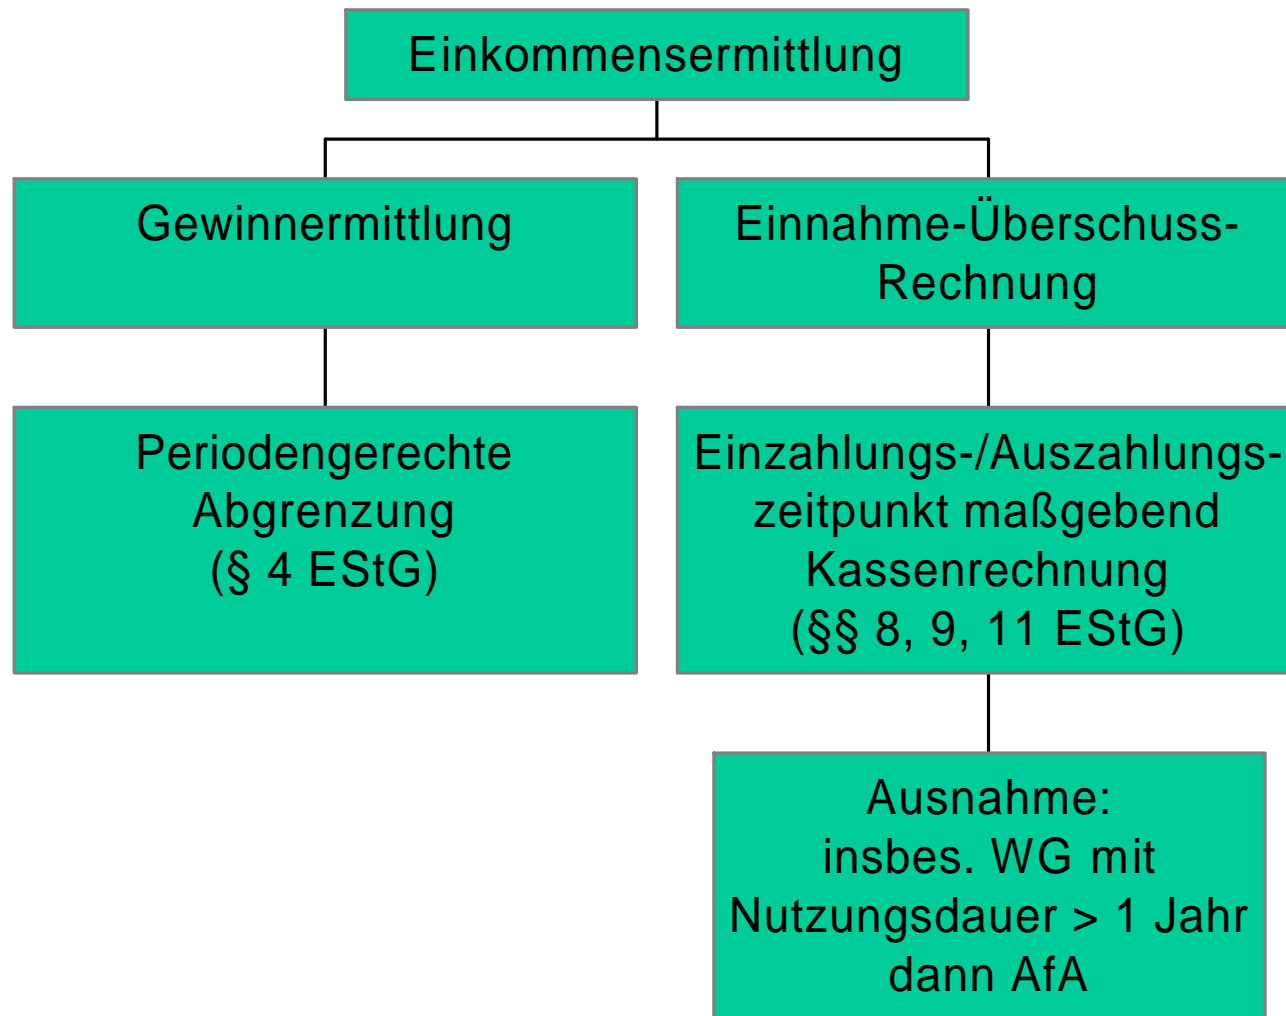 Einkommensermittlung
Gewinnermittlung
Einnahme-Überschuss-
Rechnung
Periodengerechte
Abgrenzung
(§ 4 EStG)
Einzahlungs-/Auszahlungs-
zeitpunkt maßgebend
Kassenrechnung
(§§ 8, 9, 11 EStG)
Ausnahme:
insbes. WG mit
Nutzungsdauer > 1 Jahr
dann AfA